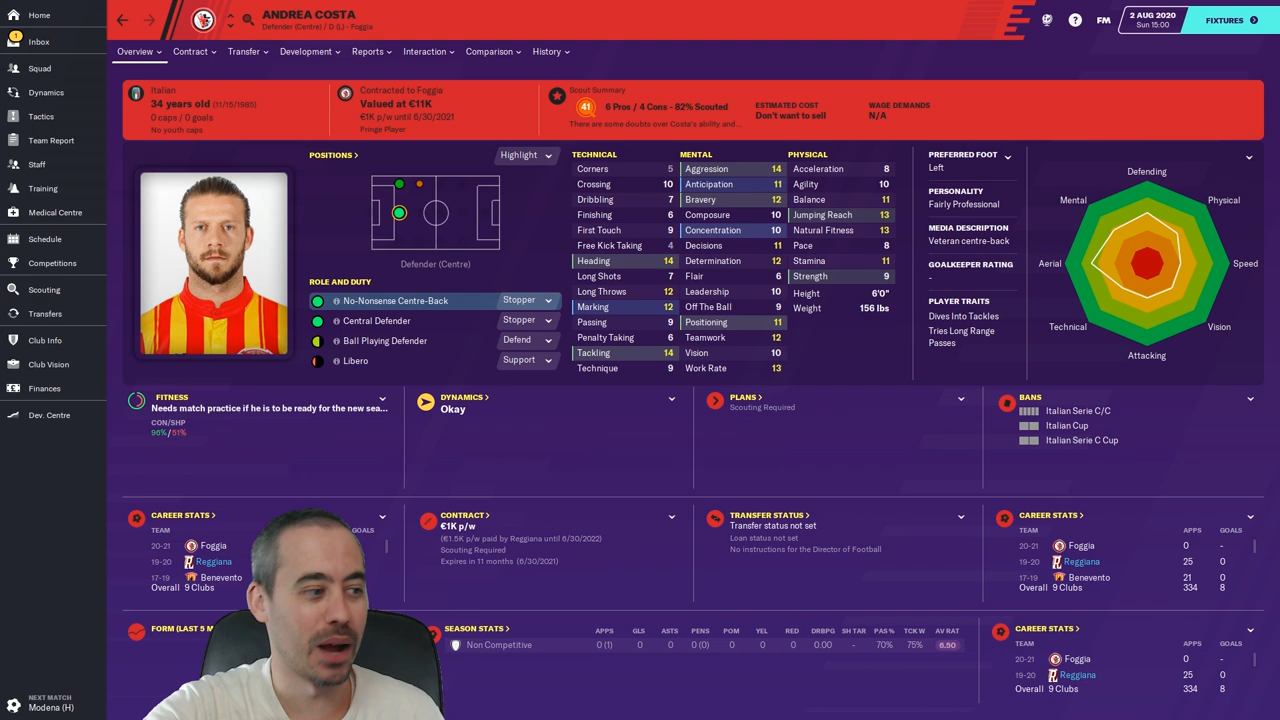 Home
1
Inbox
Squad
Dynamics
Tactics
Team Report
Staff
Training
Medical Centre
Schedule
Competitions
Scouting
Transfers
Club Info
Club Vision
Finances
Dev. Centre
NEXT MATCH
Modena (H)
ANDREA COSTA
Defender (Centre) / D (L) - Foggia
FM
2 AUG 2020
Sun 15:00
FIXTURES
Overview
Contract
Transfer
Development
Reports
Interaction
Comparison
History
Italian
34 years old (11/15/1985)
0 caps / 0 goals
No youth caps
Contracted to Foggia
Valued at €11K
€1K p/w until 6/30/2021
Fringe Player
Scout Summary
41
6 Pros / 4 Cons - 82% Scouted
There are some doubts over Costa's ability and...
ESTIMATED COST
Don't want to sell
WAGE DEMANDS
N/A
POSITIONS
Highlight
Defender (Centre)
ROLE AND DUTY
No-Nonsense Centre-Back Stopper
Central Defender Stopper
Ball Playing Defender Defend
Libero Support
TECHNICAL
Corners 5
Crossing 10
Dribbling 7
Finishing 6
First Touch 9
Free Kick Taking 4
Heading 14
Long Shots 7
Long Throws 12
Marking 12
Passing 9
Penalty Taking 6
Tackling 14
Technique 9
MENTAL
Aggression 14
Anticipation 11
Bravery 12
Composure 10
Concentration 10
Decisions 11
Determination 12
Flair 6
Leadership 10
Off The Ball 9
Positioning 11
Teamwork 12
Vision 10
Work Rate 13
PHYSICAL
Acceleration 8
Agility 10
Balance 11
Jumping Reach 13
Natural Fitness 13
Pace 8
Stamina 11
Strength 9
Height 6'0"
Weight 156 lbs
PREFERRED FOOT
Left
PERSONALITY
Fairly Professional
MEDIA DESCRIPTION
Veteran centre-back
GOALKEEPER RATING
-
PLAYER TRAITS
Dives Into Tackles
Tries Long Range
Passes
Defending
Mental
Physical
Aerial
Speed
Technical
Vision
Attacking
FITNESS
Needs match practice if he is to be ready for the new sea...
CON/SHP
96%/51%
DYNAMICS
Okay
PLANS
Scouting Required
BANS
Italian Serie C/C
Italian Cup
Italian Serie C Cup
CAREER STATS
TEAM GOALS
20-21 Foggia
19-20 Reggiana
17-19 Benevento
Overall 9 Clubs
CONTRACT
€1K p/w
(€1.5K p/w paid by Reggiana until 6/30/2022)
Scouting Required
Expires in 11 months (6/30/2021)
TRANSFER STATUS
Transfer status not set
Loan status not set
No instructions for the Director of Football
CAREER STATS
TEAM APPS GOALS
20-21 Foggia 0 -
19-20 Reggiana 25 0
17-19 Benevento 21 0
Overall 9 Clubs 334 8
FORM (LAST 5 M
SEASON STATS APPS GLS ASTS PENS POM YEL RED DRBPG SH TAR PAS % TCK W AV RAT
Non Competitive 0 (1) 0 0 0 (0) 0 0 0 0.00 - 70% 75% 6.50
CAREER STATS
TEAM APPS GOALS
20-21 Foggia 0 -
19-20 Reggiana 25 0
Overall 9 Clubs 334 8